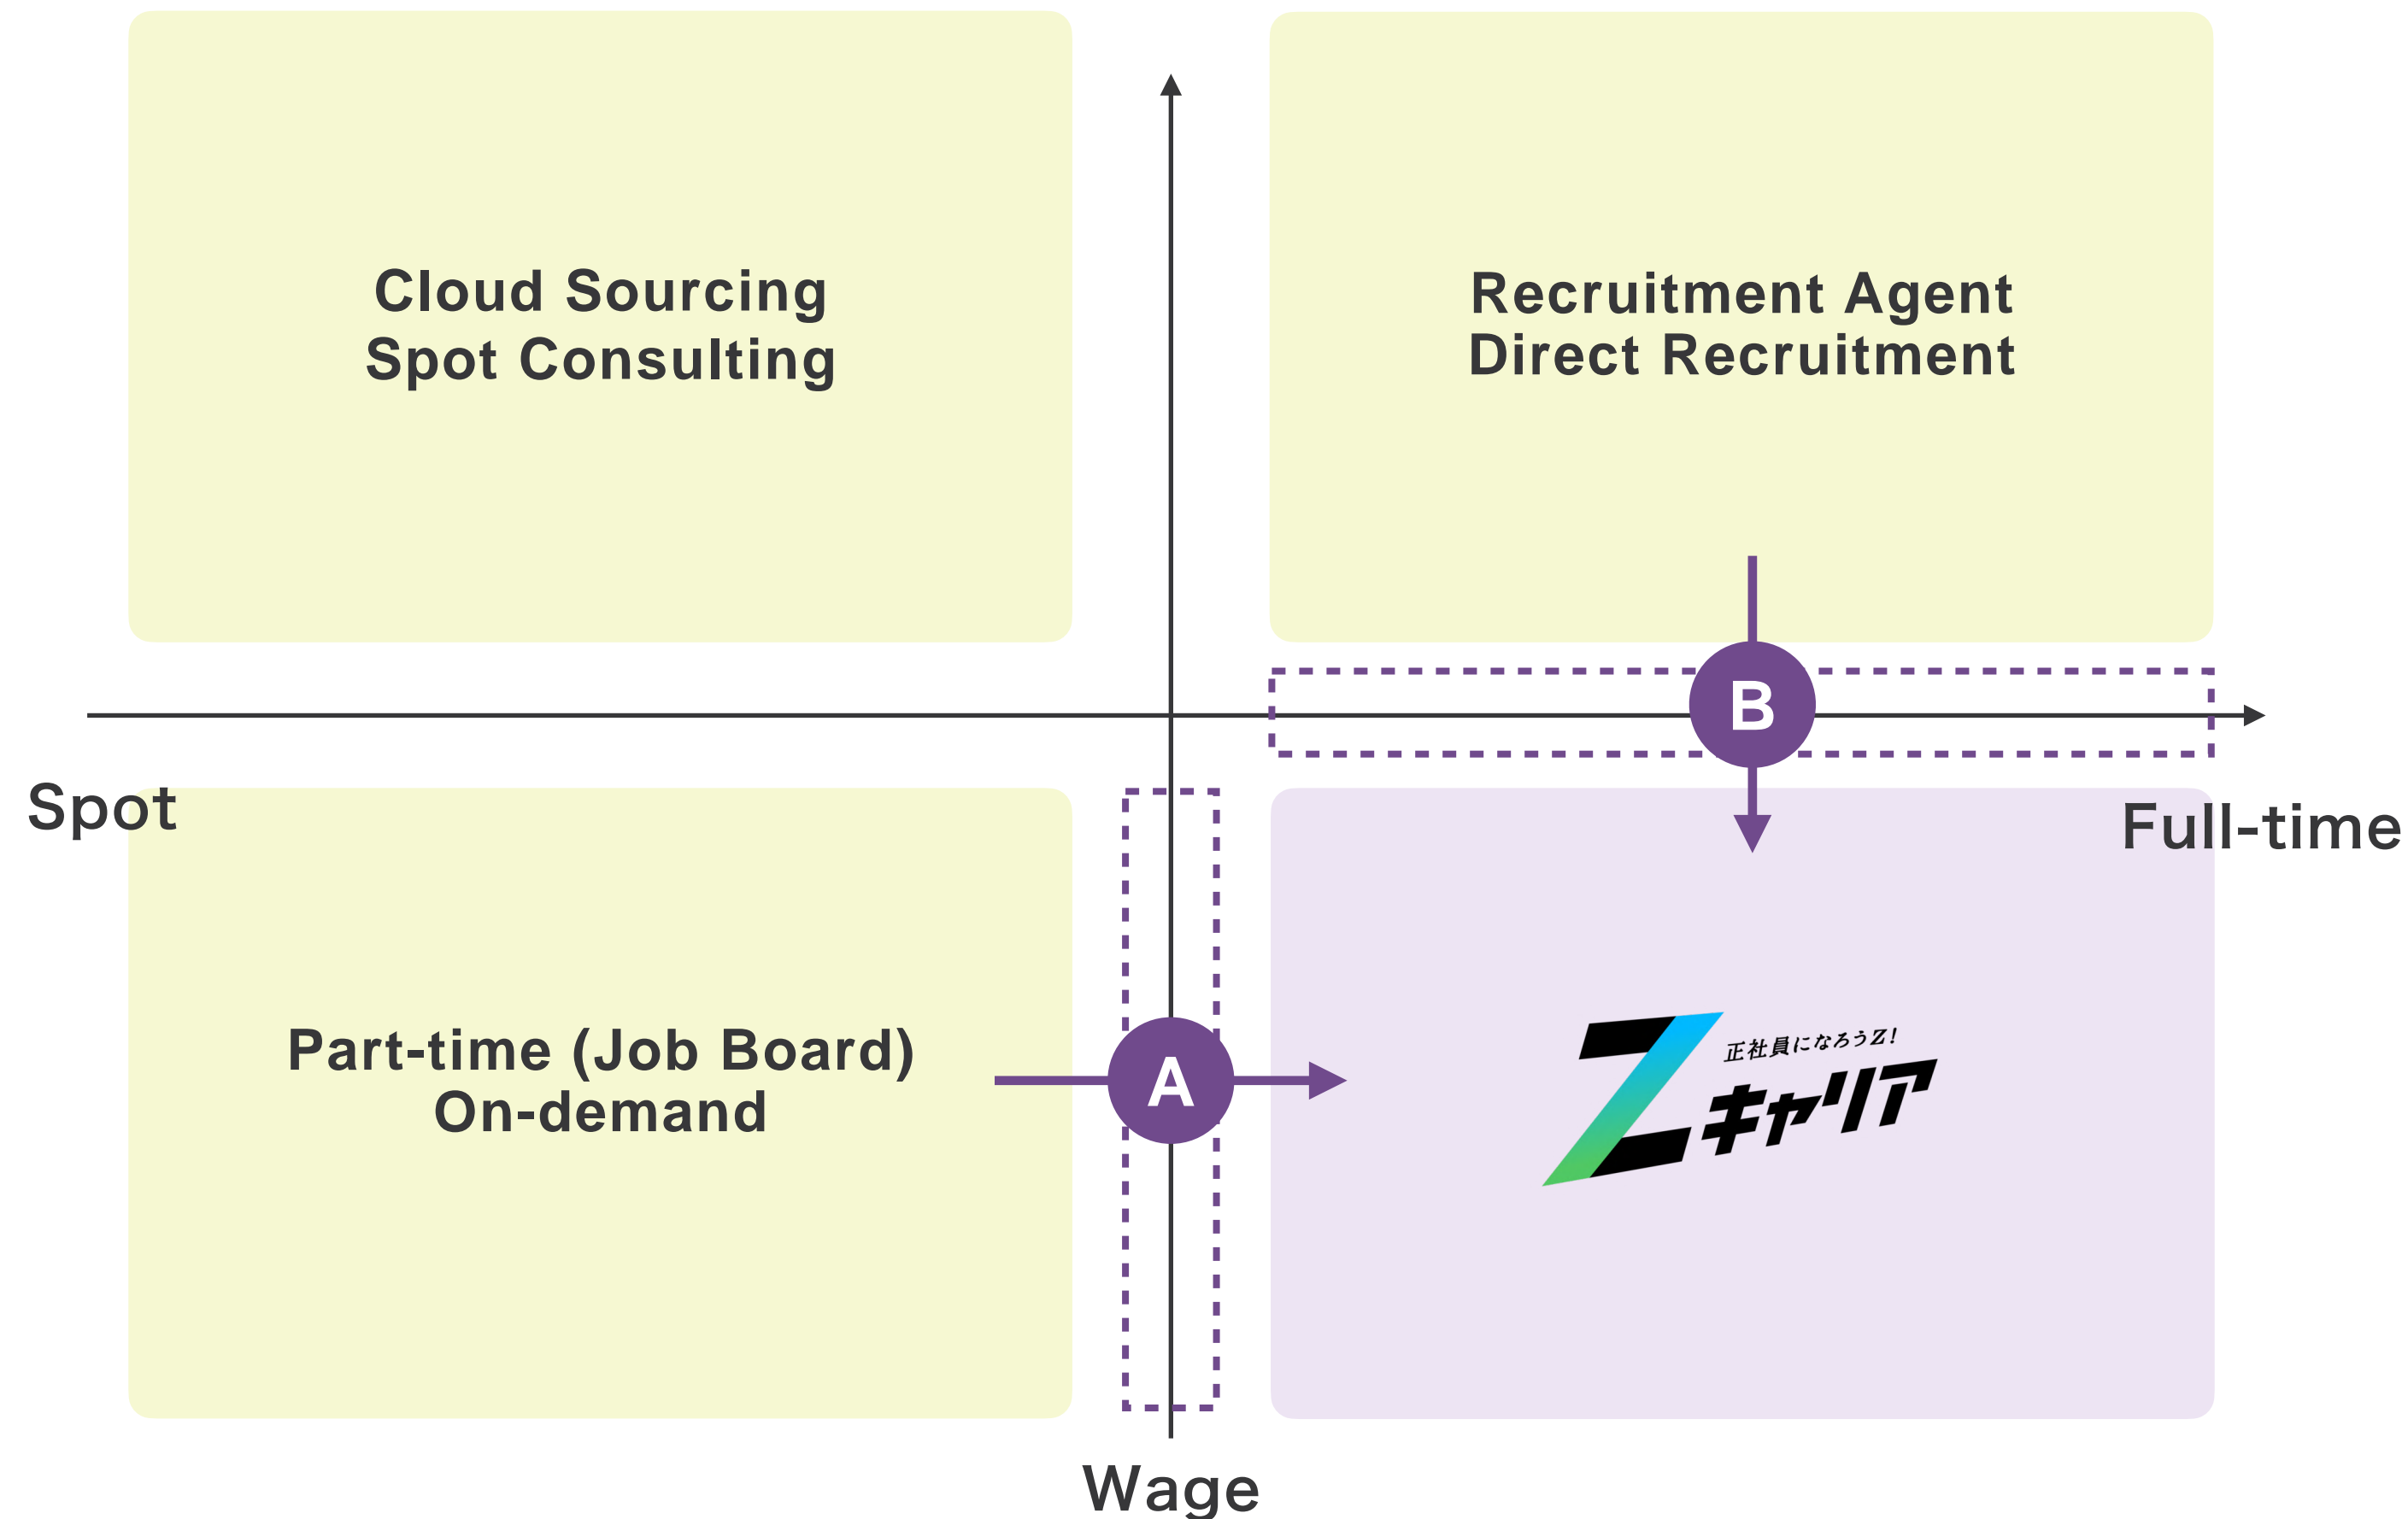 Cloud Sourcing
Spot Consulting
Recruitment Agent
Direct Recruitment
B
Spot
Full-time
Part-time (Job Board)
On-demand
A
正社員になろうZ!
Zキャリア
Wage